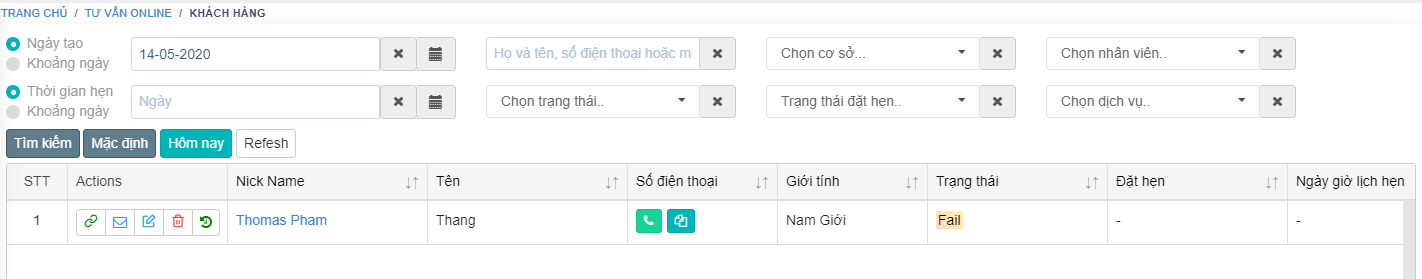 TRANG CHỦ / TƯ VẤN ONLINE / KHÁCH HÀNG
Ngày tạo
Khoảng ngày
14-05-2020
Họ và tên, số điện thoại hoặc m
Chọn cơ sở...
Chọn nhân viên...
Thời gian hẹn
Khoảng ngày
Ngày
Chọn trạng thái..
Trạng thái đặt hẹn..
Chọn dịch vụ..
Tìm kiếm Mặc định Hôm nay Refesh
STT Actions Nick Name Tên Số điện thoại Giới tính Trạng thái Đặt hẹn Ngày giờ lịch hẹn
1 Thomas Pham Thang Nam Giới Fail - -